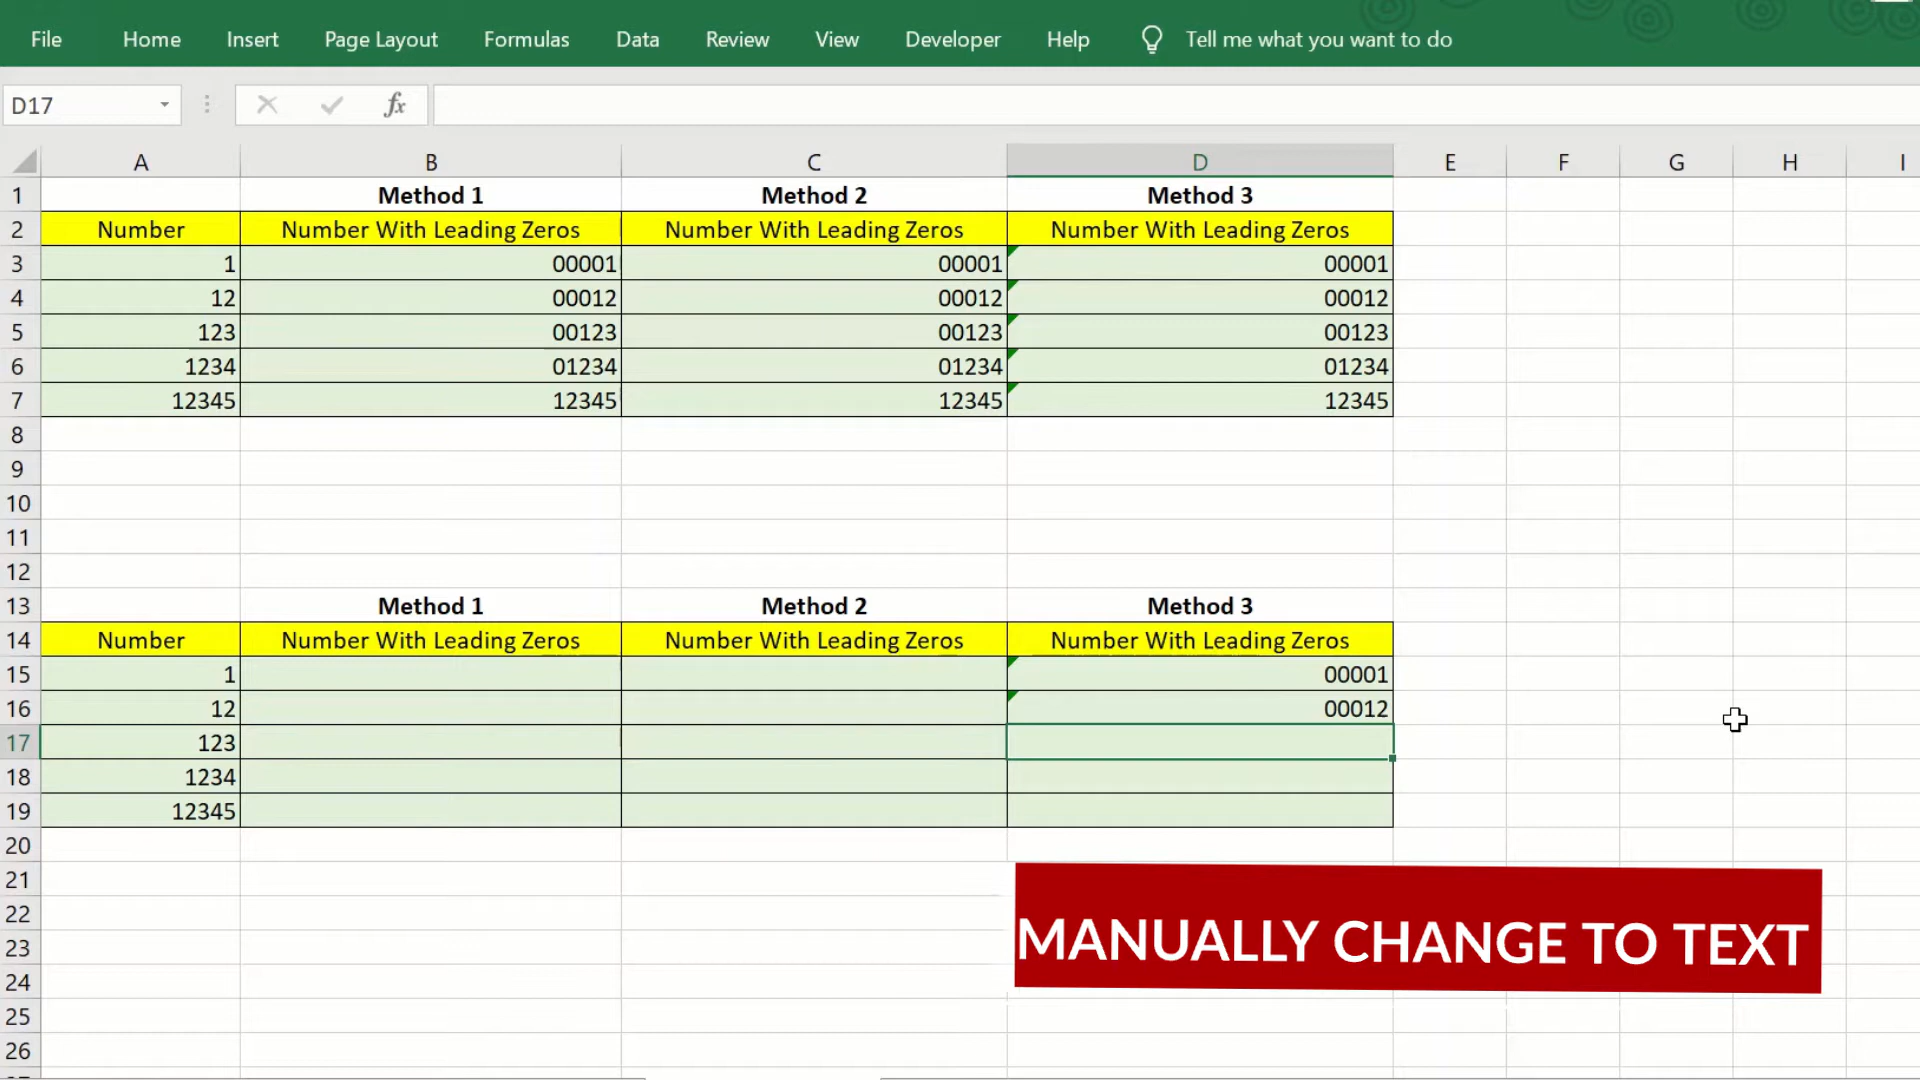 File Home Insert Page Layout Formulas Data Review View Developer Help Tell me what you want to do
D17 fx
A B C D E F G H I
1 Method 1 Method 2 Method 3
2 Number Number With Leading Zeros Number With Leading Zeros Number With Leading Zeros
3 1 00001 00001 00001
4 12 00012 00012 00012
5 123 00123 00123 00123
6 1234 01234 01234 01234
7 12345 12345 12345 12345
8
9
10
11
12
13 Method 1 Method 2 Method 3
14 Number Number With Leading Zeros Number With Leading Zeros Number With Leading Zeros
15 1 00001
16 12 00012
17 123
18 1234
19 12345
20
21
22
23
24
25
26
MANUALLY CHANGE TO TEXT